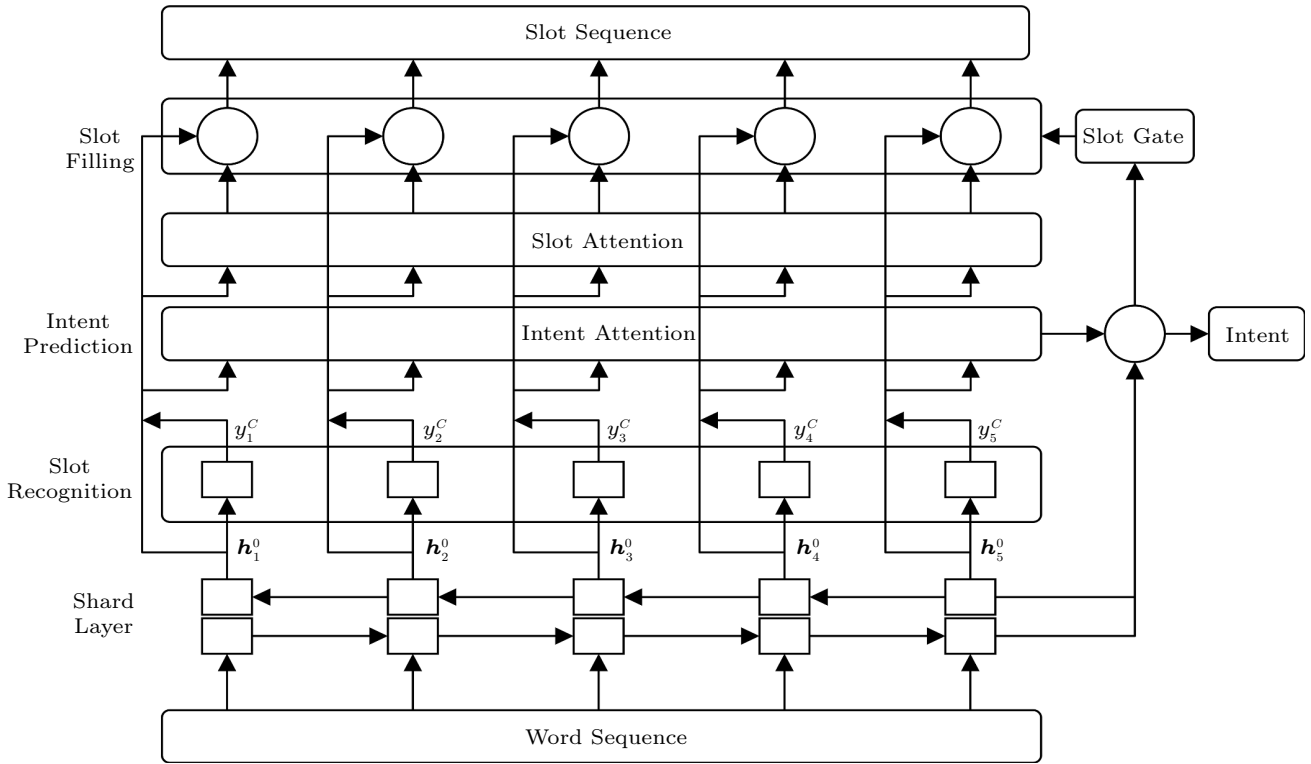 Slot Sequence
Slot
Filling
Slot Gate
Slot Attention
Intent
Prediction
Intent Attention
Intent
y_1^C y_2^C y_3^C y_4^C y_5^C
Slot
Recognition
h_1^0 h_2^0 h_3^0 h_4^0 h_5^0
Shard
Layer
Word Sequence